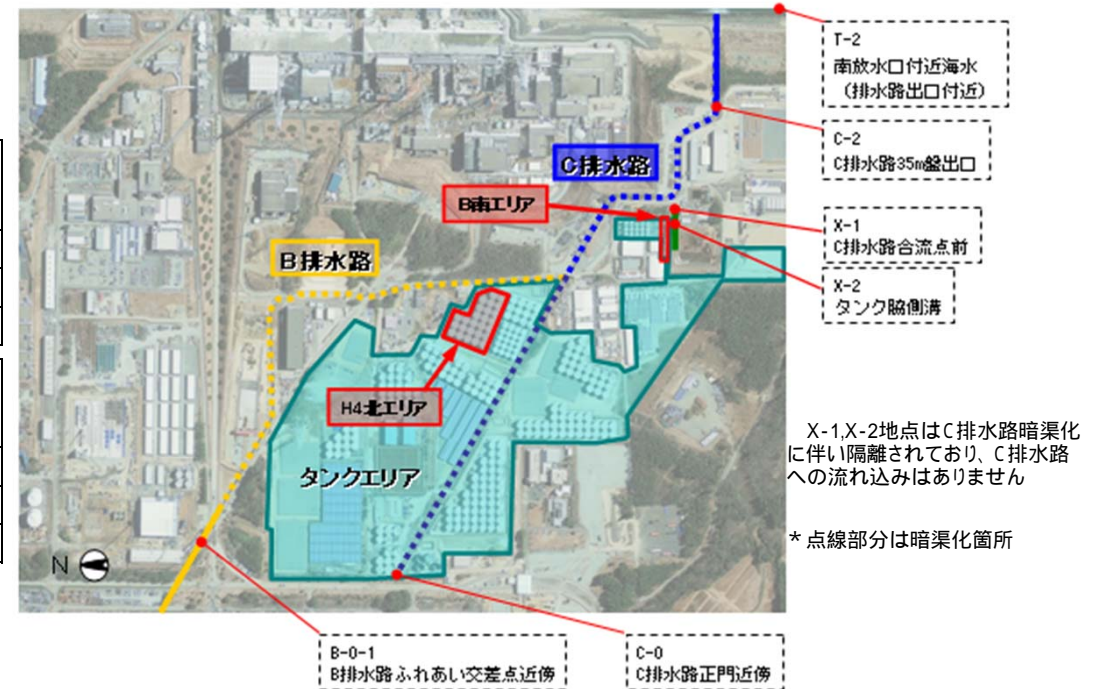 T-2
南放水口付近海水
（排水路出口付近）
C-2
C排水路35m盤出口
C排水路
B南エリア
X-1
C排水路合流点前
B排水路
X-2
タンク脇側溝
H4北エリア
X-1,X-2地点はC排水路暗渠化
に伴い隔離されており、C排水路
への流れ込みはありません
タンクエリア
＊点線部分は暗渠化箇所
N
B-0-1
B排水路ふれあい交差点近傍
C-0
C排水路正門近傍